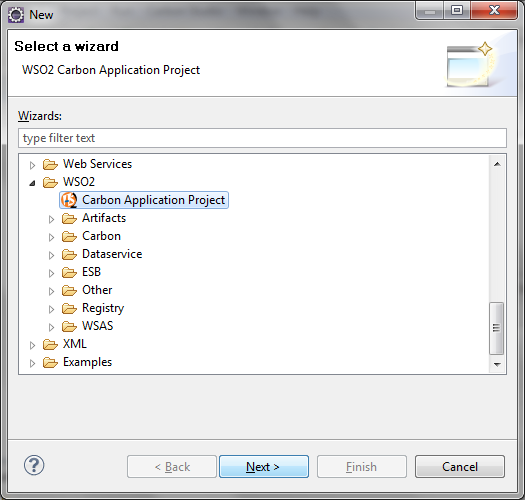 New
Select a wizard
WSO2 Carbon Application Project
Wizards:
type filter text
Web Services
WSO2
Carbon Application Project
Artifacts
Carbon
Dataservice
ESB
Other
Registry
WSAS
XML
Examples
? < Back Next > Finish Cancel